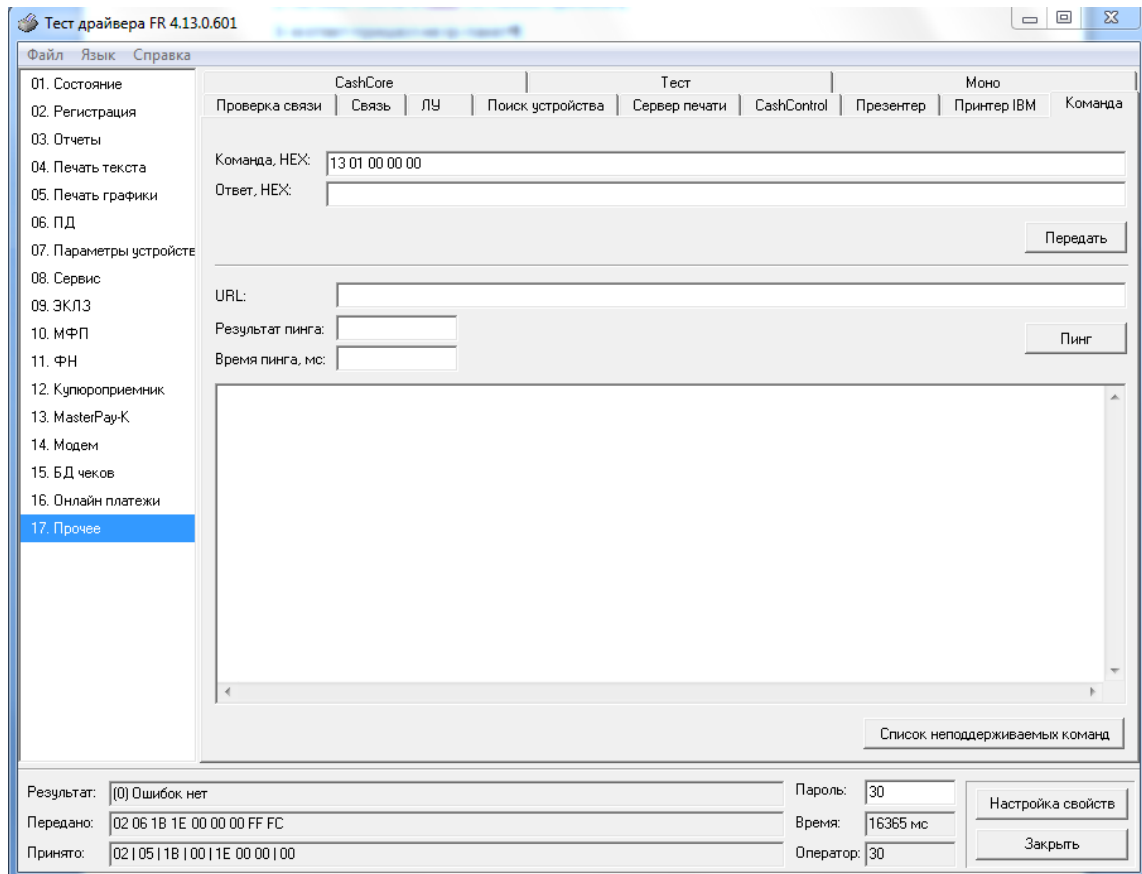 Тест драйвера FR 4.13.0.601
Файл Язык Справка
01. Состояние
02. Регистрация
03. Отчеты
04. Печать текста
05. Печать графики
06. ПД
07. Параметры устройств
08. Сервис
09. ЭКЛЗ
10. МФП
11. ФН
12. Купюроприемник
13. MasterPay-K
14. Модем
15. БД чеков
16. Онлайн платежи
17. Прочее
CashCore Тест Моно
Проверка связи Связь ЛУ Поиск устройства Сервер печати CashControl Презентер Принтер IBM Команда
Команда, HEX: 13 01 00 00 00
Ответ, HEX:
Передать
URL:
Результат пинга:
Пинг
Время пинга, мс:
Список неподдерживаемых команд
Результат: (0) Ошибок нет Пароль: 30
Настройка свойств
Передано: 02 06 1B 1E 00 00 00 FF FC Время: 16365 мс
Принято: 02 | 05 | 1B | 00 | 1E 00 00 | 00 Оператор: 30
Закрыть